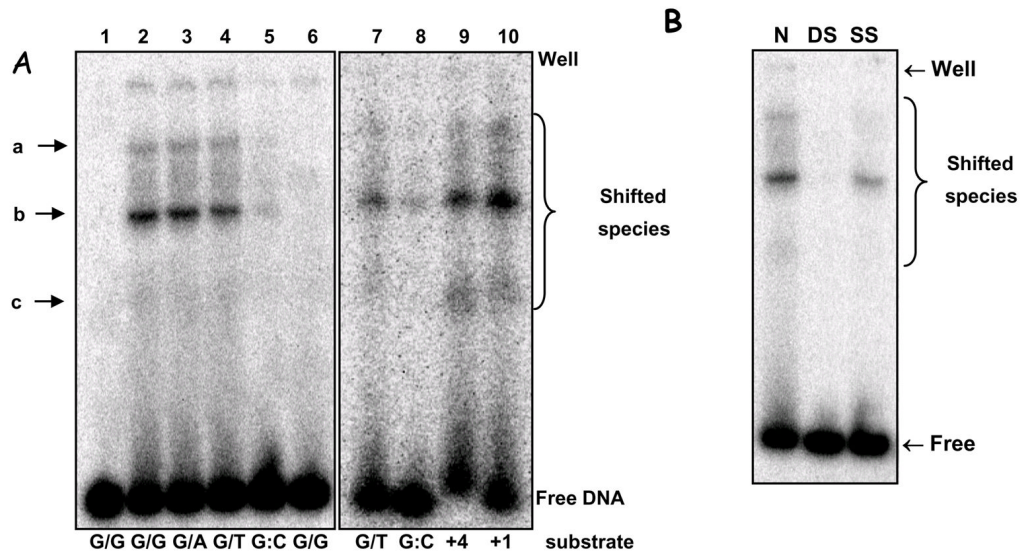 A
1 2 3 4 5 6 7 8 9 10
Well
a
b
c
Shifted
species
Free DNA
G/G G/G G/A G/T G:C G/G G/T G:C +4 +1 substrate
B
N DS SS
← Well
Shifted
species
← Free